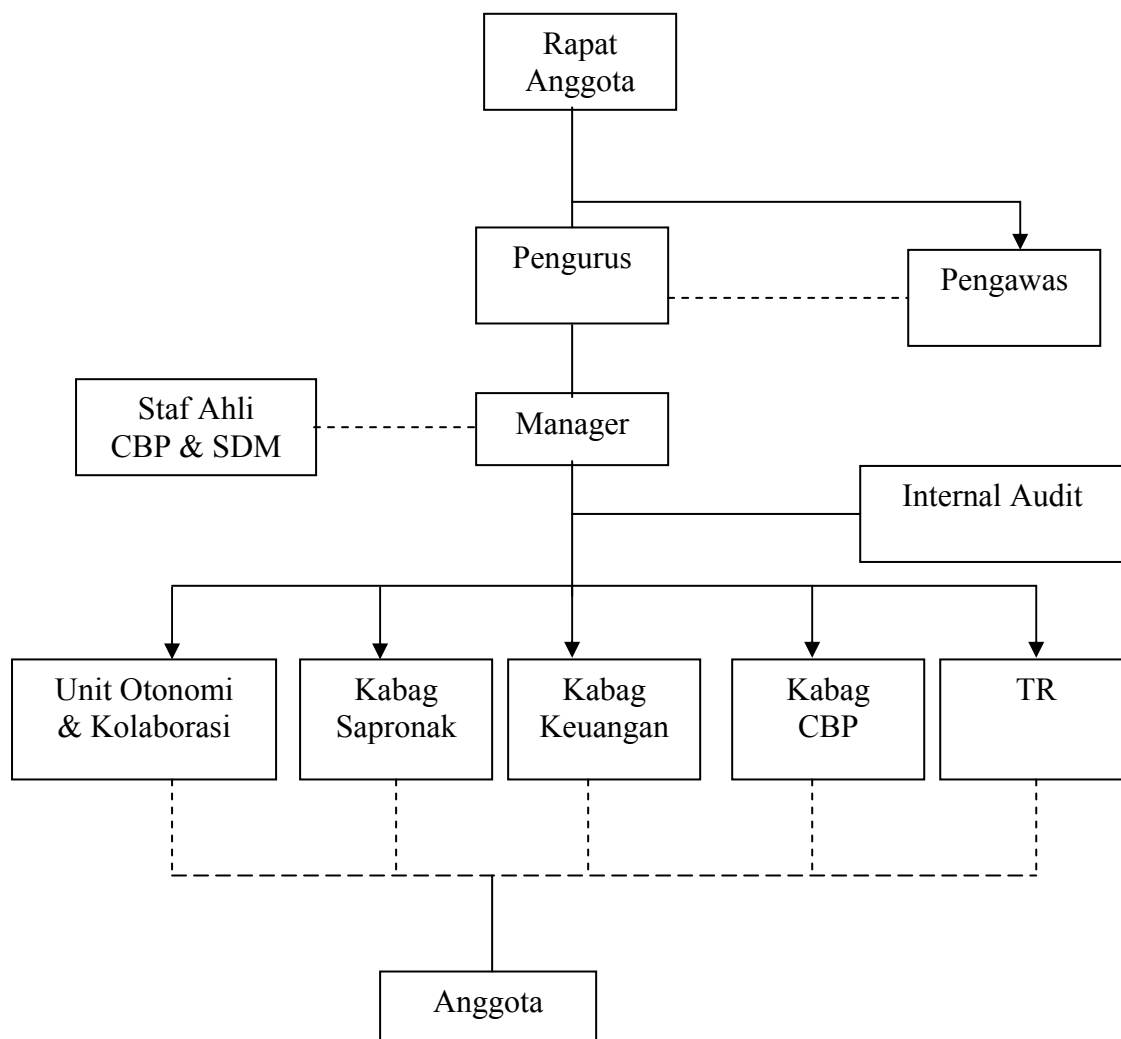 Rapat
Anggota
Pengurus
Pengawas
Staf Ahli
CBP & SDM
Manager
Internal Audit
Unit Otonomi
& Kolaborasi
Kabag
Sapronak
Kabag
Keuangan
Kabag
CBP
TR
Anggota